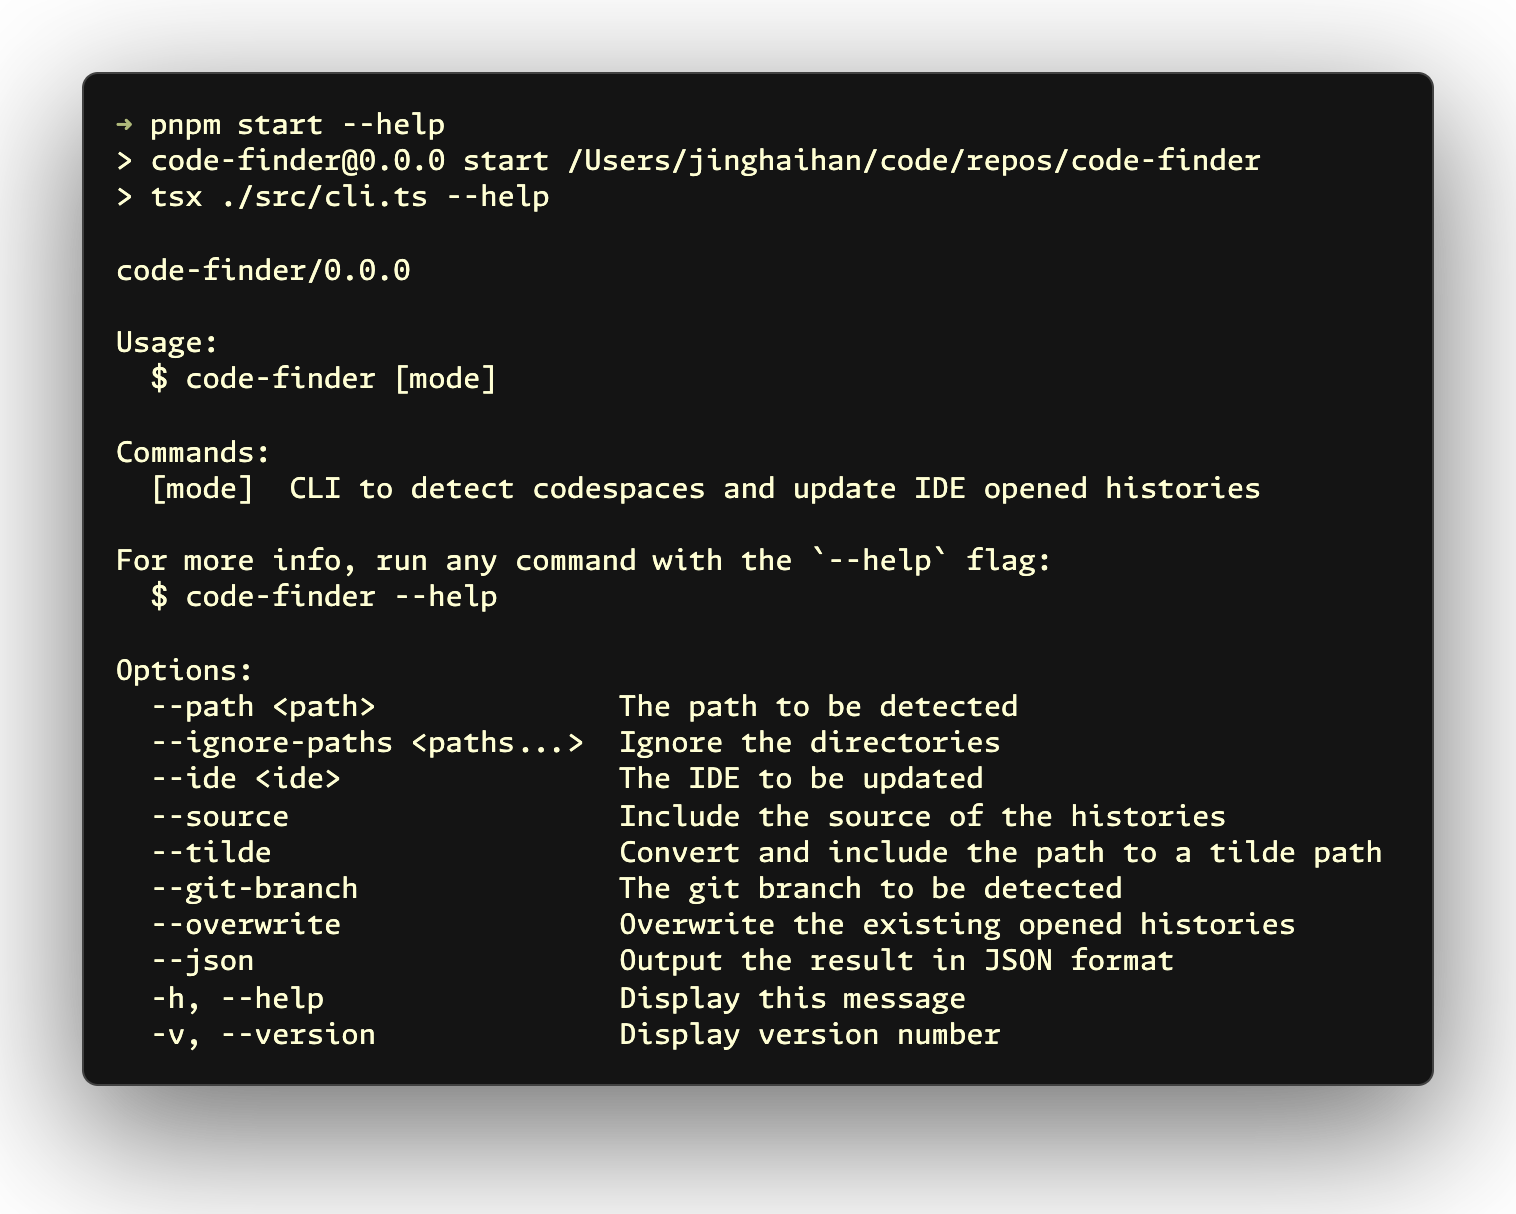 ➜ pnpm start --help
> code-finder@0.0.0 start /Users/jinghaihan/code/repos/code-finder
> tsx ./src/cli.ts --help

code-finder/0.0.0

Usage:
  $ code-finder [mode]

Commands:
  [mode]  CLI to detect codespaces and update IDE opened histories

For more info, run any command with the `--help` flag:
  $ code-finder --help

Options:
  --path <path>              The path to be detected
  --ignore-paths <paths...>  Ignore the directories
  --ide <ide>                The IDE to be updated
  --source                   Include the source of the histories
  --tilde                    Convert and include the path to a tilde path
  --git-branch               The git branch to be detected
  --overwrite                Overwrite the existing opened histories
  --json                     Output the result in JSON format
  -h, --help                 Display this message
  -v, --version              Display version number